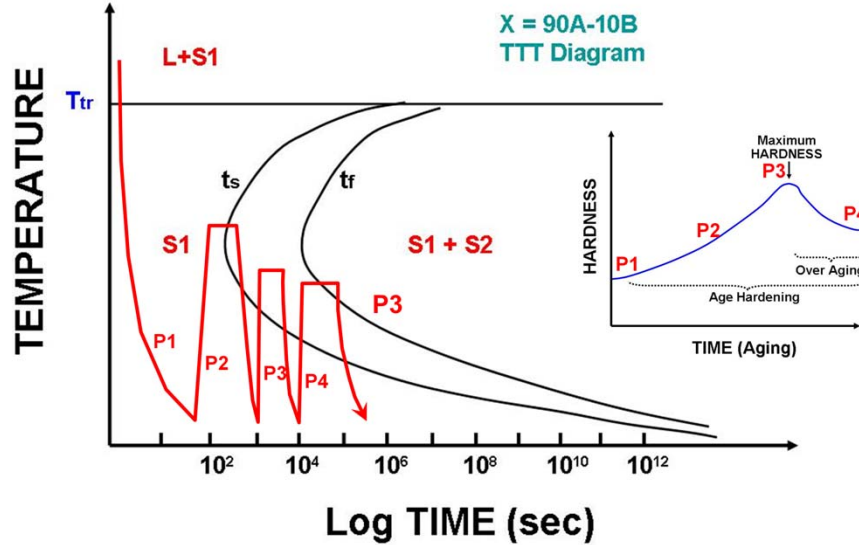 X = 90A-10B
TTT Diagram
L+S1
TEMPERATURE
Ttr
ts
tf
S1
S1 + S2
P1
P2
P3
P4
P3
10² 10⁴ 10⁶ 10⁸ 10¹⁰ 10¹²
Log TIME (sec)
Maximum
HARDNESS
P3
HARDNESS
P1
P2
P4
Over Aging
Age Hardening
TIME (Aging)